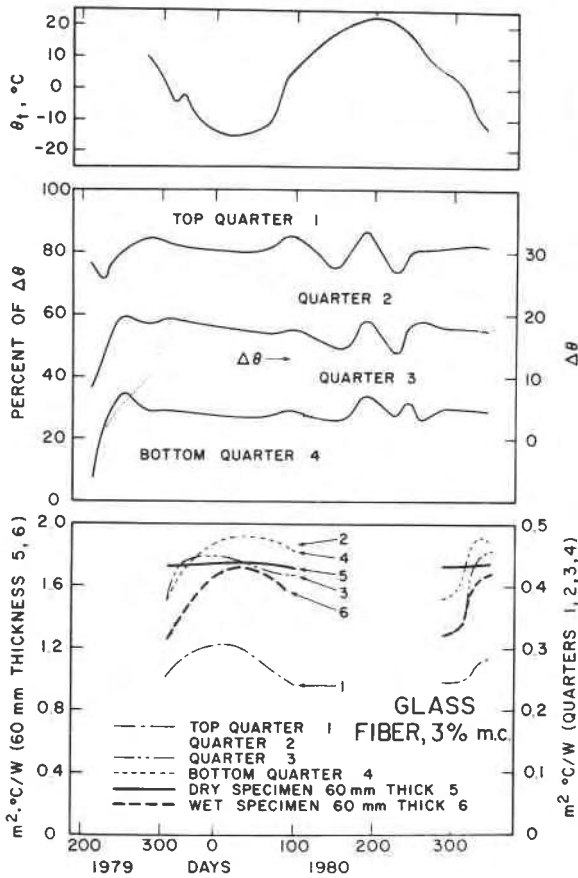 θt, °C
20
10
0
-10
-20
PERCENT OF Δθ
100
80
60
40
20
0
TOP QUARTER 1
QUARTER 2
Δθ
QUARTER 3
BOTTOM QUARTER 4
30
20
10
0
Δθ
m²·°C/W (60 mm THICKNESS 5, 6)
2.0
1.6
1.2
0.8
0.4
0
2
4
5
3
6
1
GLASS
FIBER, 3% m.c.
TOP QUARTER 1
QUARTER 2
QUARTER 3
BOTTOM QUARTER 4
DRY SPECIMEN 60 mm THICK 5
WET SPECIMEN 60 mm THICK 6
0.5
0.4
0.3
0.2
0.1
0
m² °C/W (QUARTERS 1, 2, 3, 4)
200 300 0 100 200 300
1979 DAYS 1980